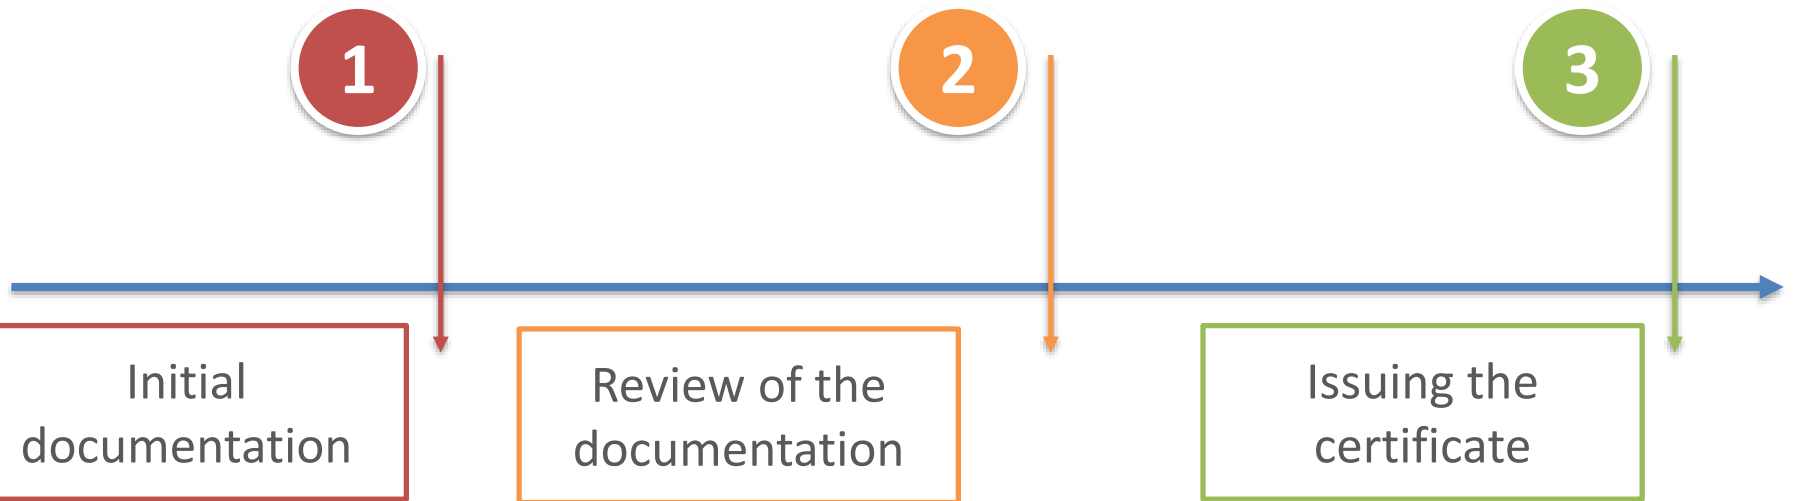 1
2
3
Initial
documentation
Review of the
documentation
Issuing the
certificate